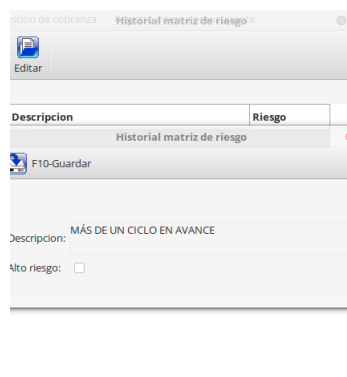 Historial matriz de riesgo
Editar
Descripcion Riesgo
Historial matriz de riesgo
F10-Guardar
MÁS DE UN CICLO EN AVANCE
Descripcion:
Alto riesgo: